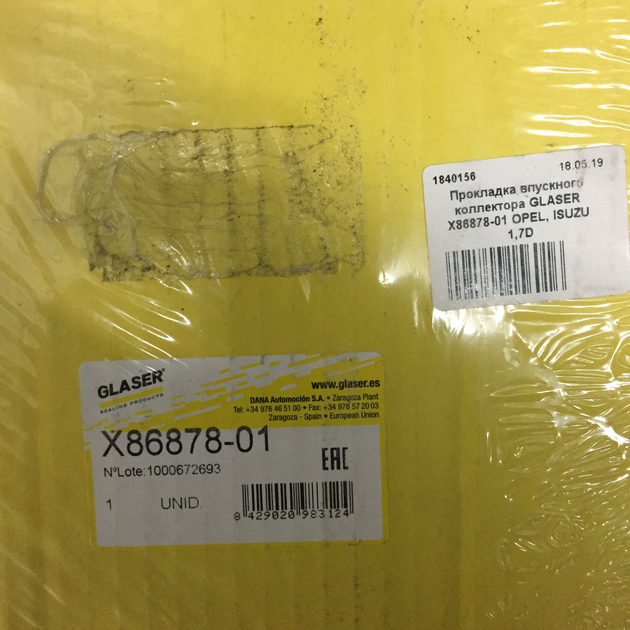 1840156 18.05.19
Прокладка впускного
коллектора GLASER
X86878-01 OPEL, ISUZU
1,7D
GLASER®
SEALING PRODUCTS
www.glaser.es
DANA Automoción S.A. • Zaragoza Plant
Tel: +34 976 46 51 00 • Fax: +34 976 57 20 03
Zaragoza - Spain • European Union
X86878-01
N°Lote:1000672693
EAC
1 UNID.
8 429020 983124